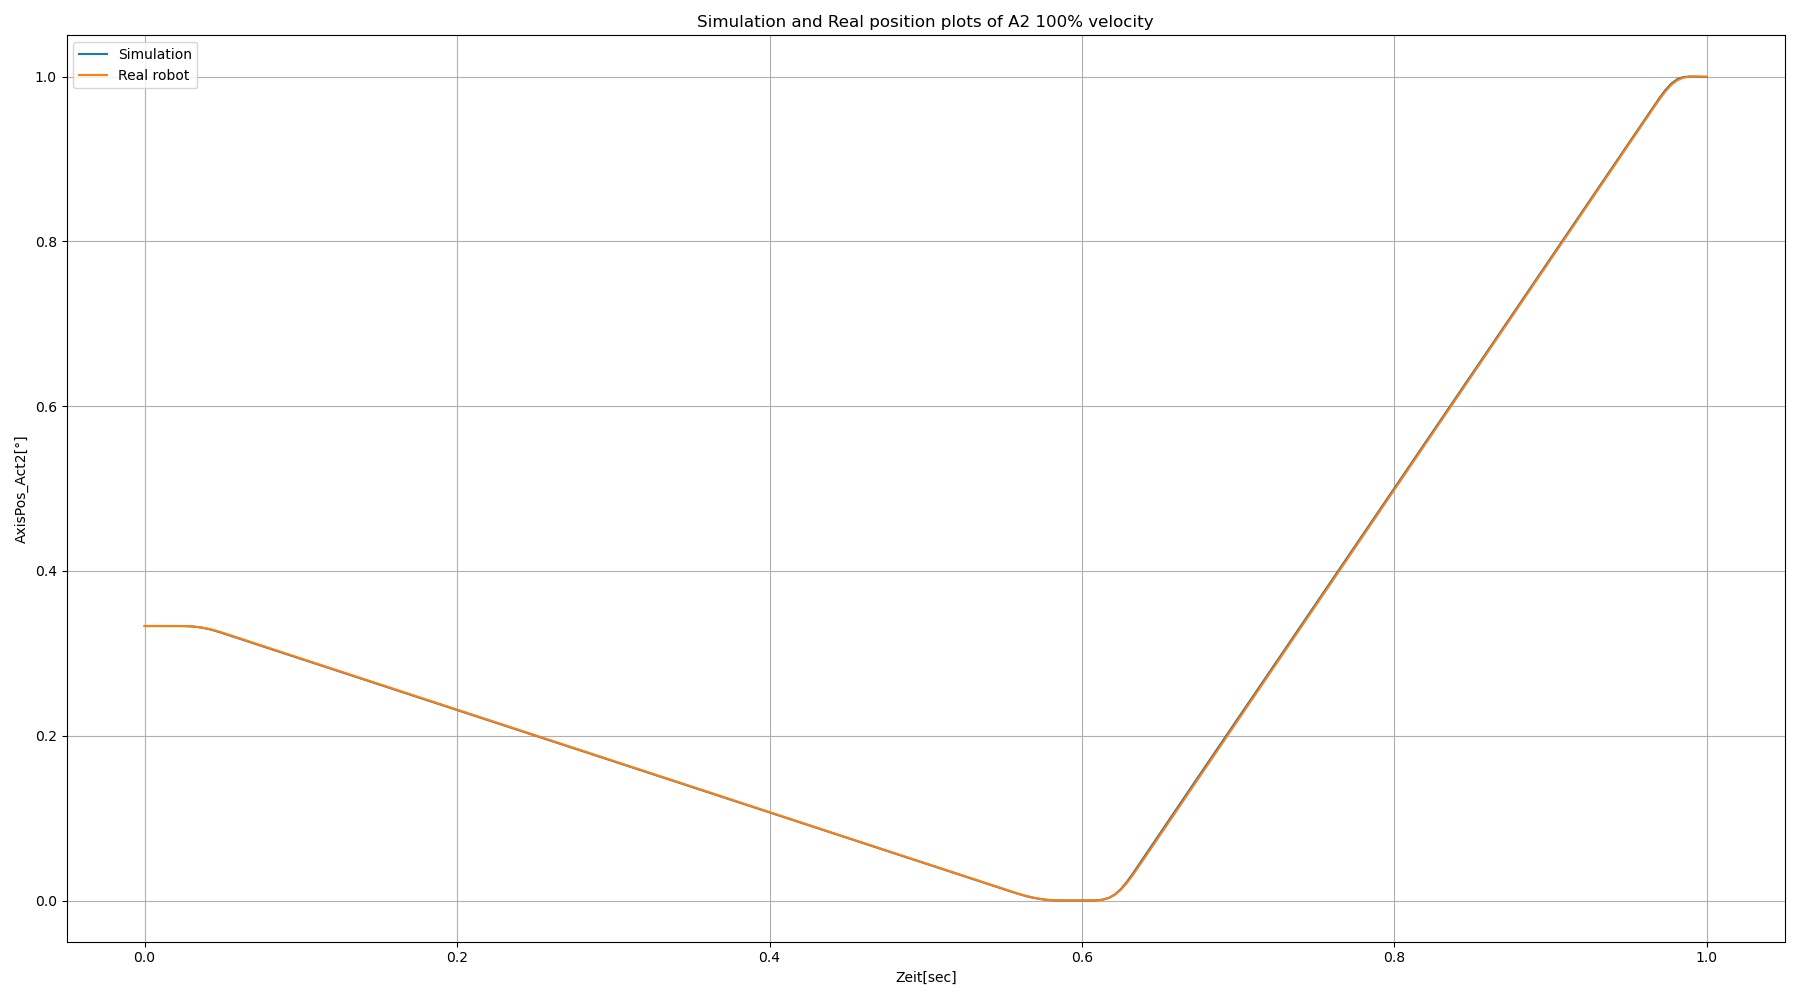 Simulation and Real position plots of A2 100% velocity
Simulation
Real robot
1.0
0.8
0.6
0.4
0.2
0.0
AxisPos_Act2[°]
0.0 0.2 0.4 0.6 0.8 1.0
Zeit[sec]